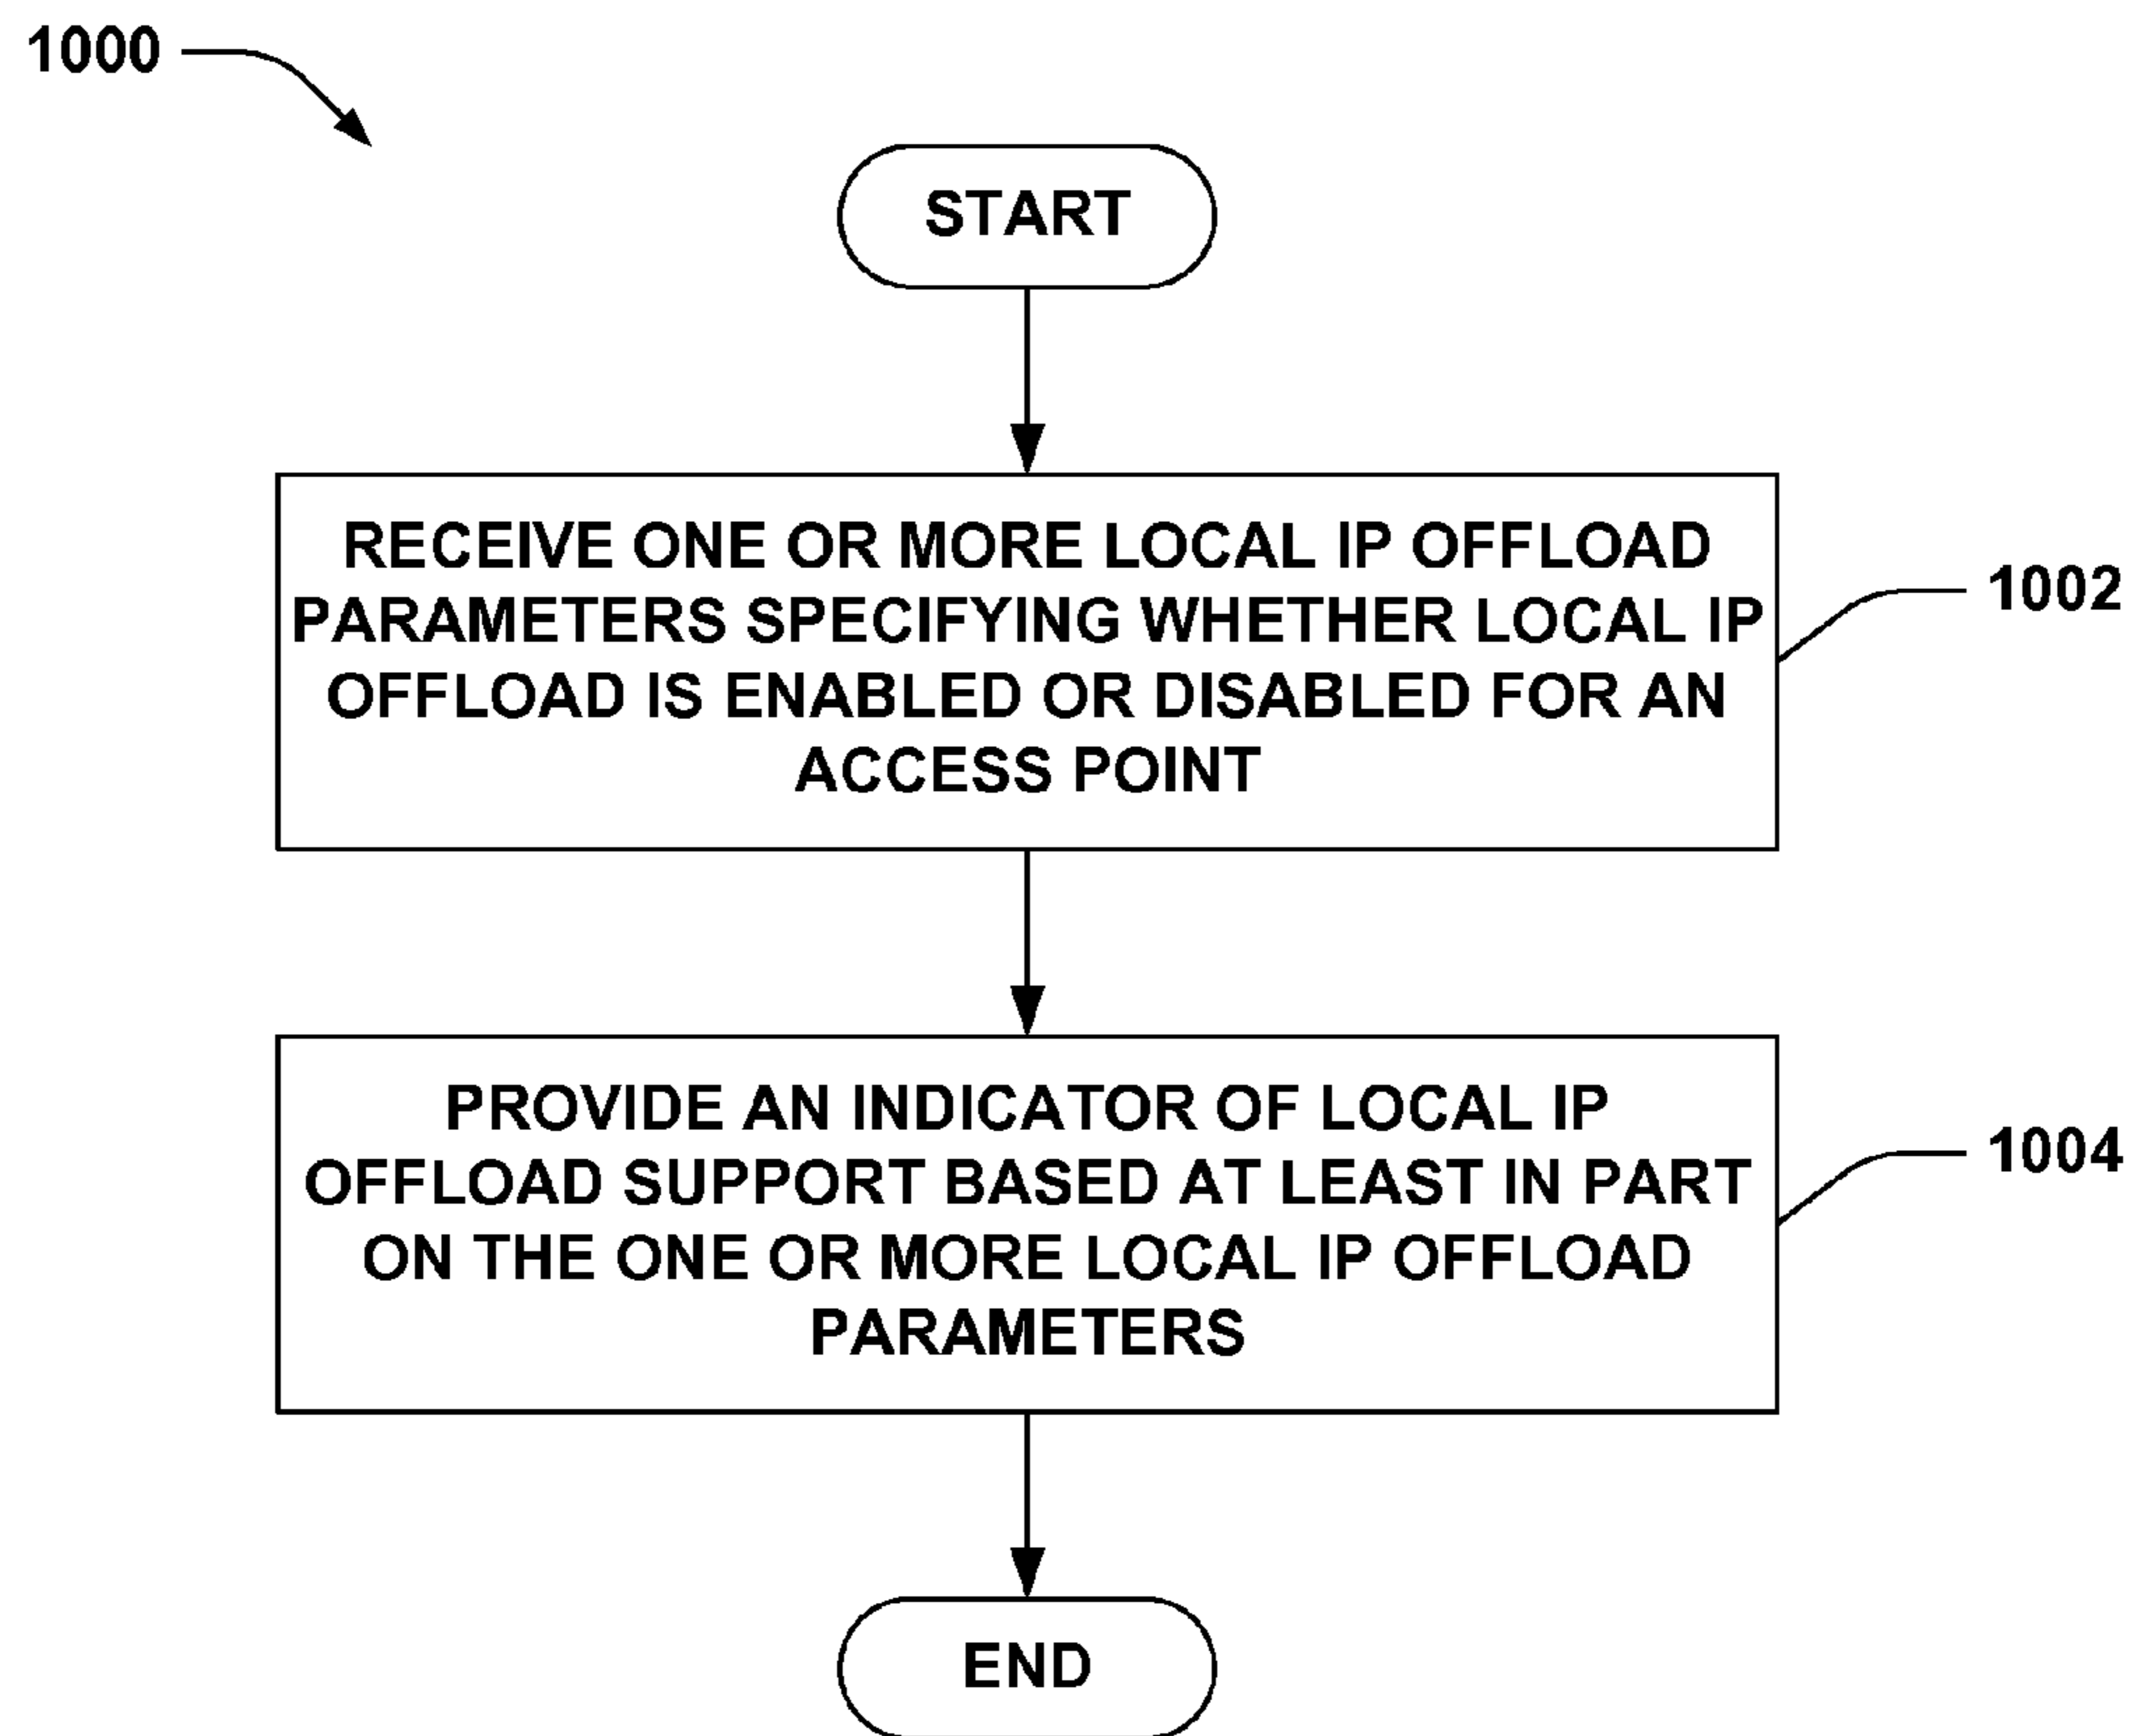 1000
START
RECEIVE ONE OR MORE LOCAL IP OFFLOAD
PARAMETERS SPECIFYING WHETHER LOCAL IP
OFFLOAD IS ENABLED OR DISABLED FOR AN
ACCESS POINT
1002
PROVIDE AN INDICATOR OF LOCAL IP
OFFLOAD SUPPORT BASED AT LEAST IN PART
ON THE ONE OR MORE LOCAL IP OFFLOAD
PARAMETERS
1004
END